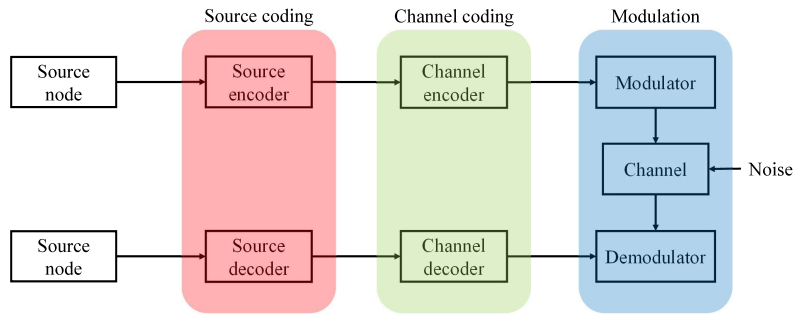 Source coding
Channel coding
Modulation
Source
node
Source
encoder
Channel
encoder
Modulator
Channel
Noise
Source
node
Source
decoder
Channel
decoder
Demodulator